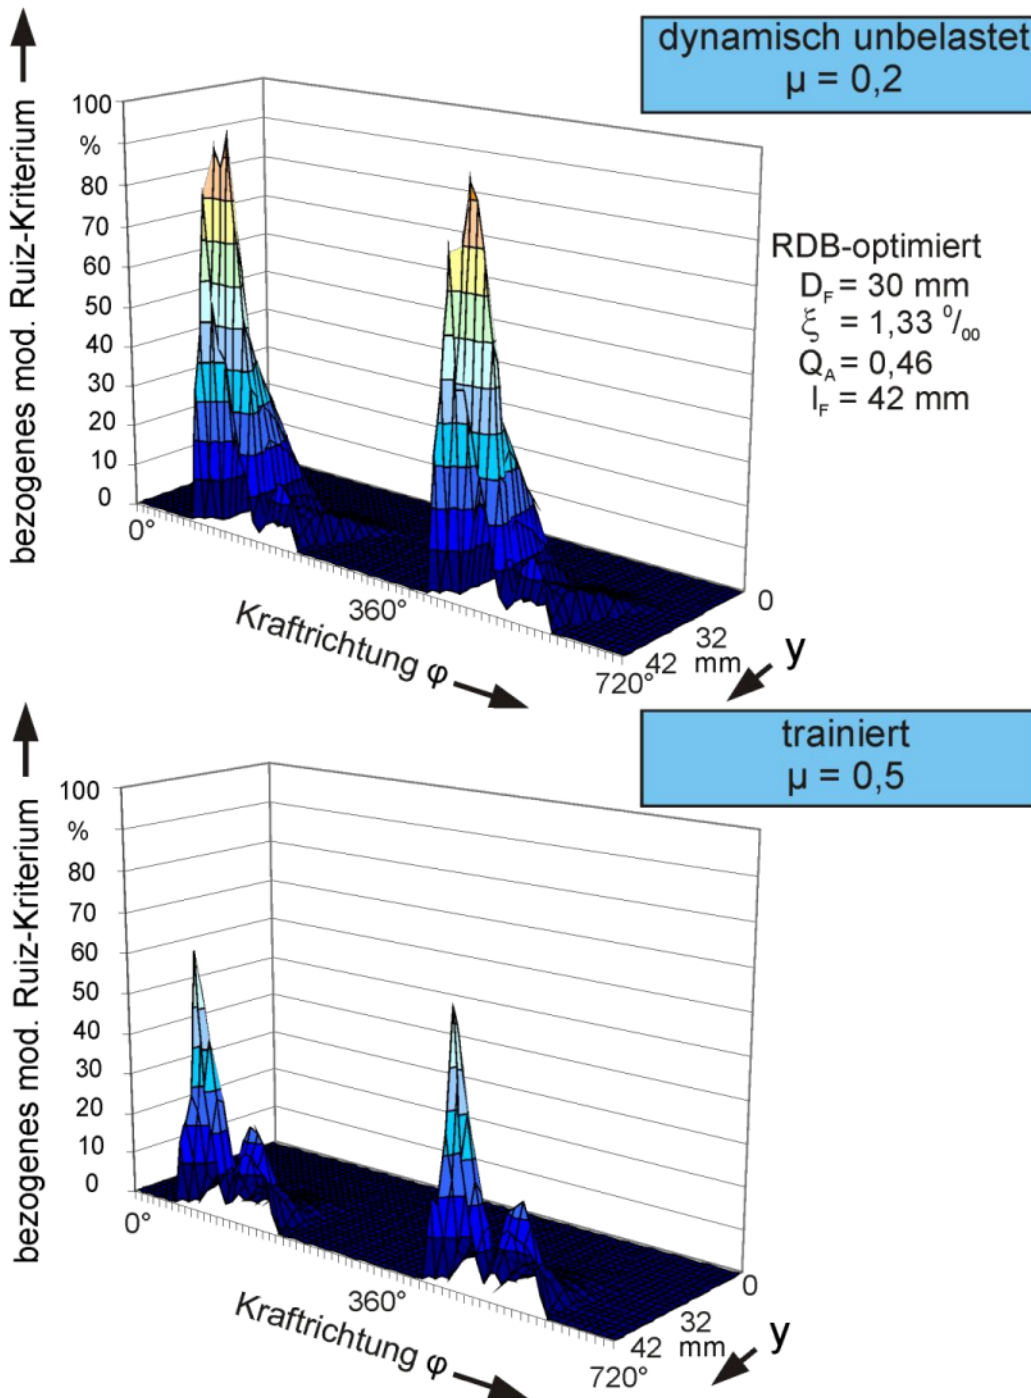 dynamisch unbelastet
μ = 0,2
bezogenes mod. Ruiz-Kriterium
100
%
80
70
60
50
40
30
20
10
0
RDB-optimiert
D_F = 30 mm
ξ = 1,33 ⁰/₀₀
Q_A = 0,46
l_F = 42 mm
0°
360°
720°
Kraftrichtung φ
0
32
42 mm
y
trainiert
μ = 0,5
bezogenes mod. Ruiz-Kriterium
100
%
80
70
60
50
40
30
20
10
0
0°
360°
720°
Kraftrichtung φ
0
32
42 mm
y